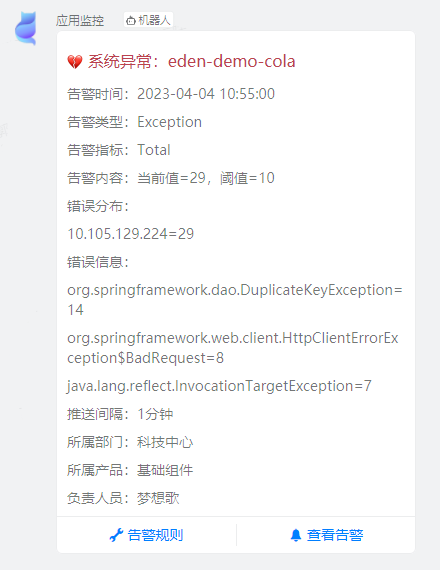 应用监控 机器人
系统异常：eden-demo-cola
告警时间：2023-04-04 10:55:00
告警类型：Exception
告警指标：Total
告警内容：当前值=29，阈值=10
错误分布：
10.105.129.224=29
错误信息：
org.springframework.dao.DuplicateKeyException=
14
org.springframework.web.client.HttpClientErrorEx
ception$BadRequest=8
java.lang.reflect.InvocationTargetException=7
推送间隔：1分钟
所属部门：科技中心
所属产品：基础组件
负责人员：梦想歌
告警规则 查看告警